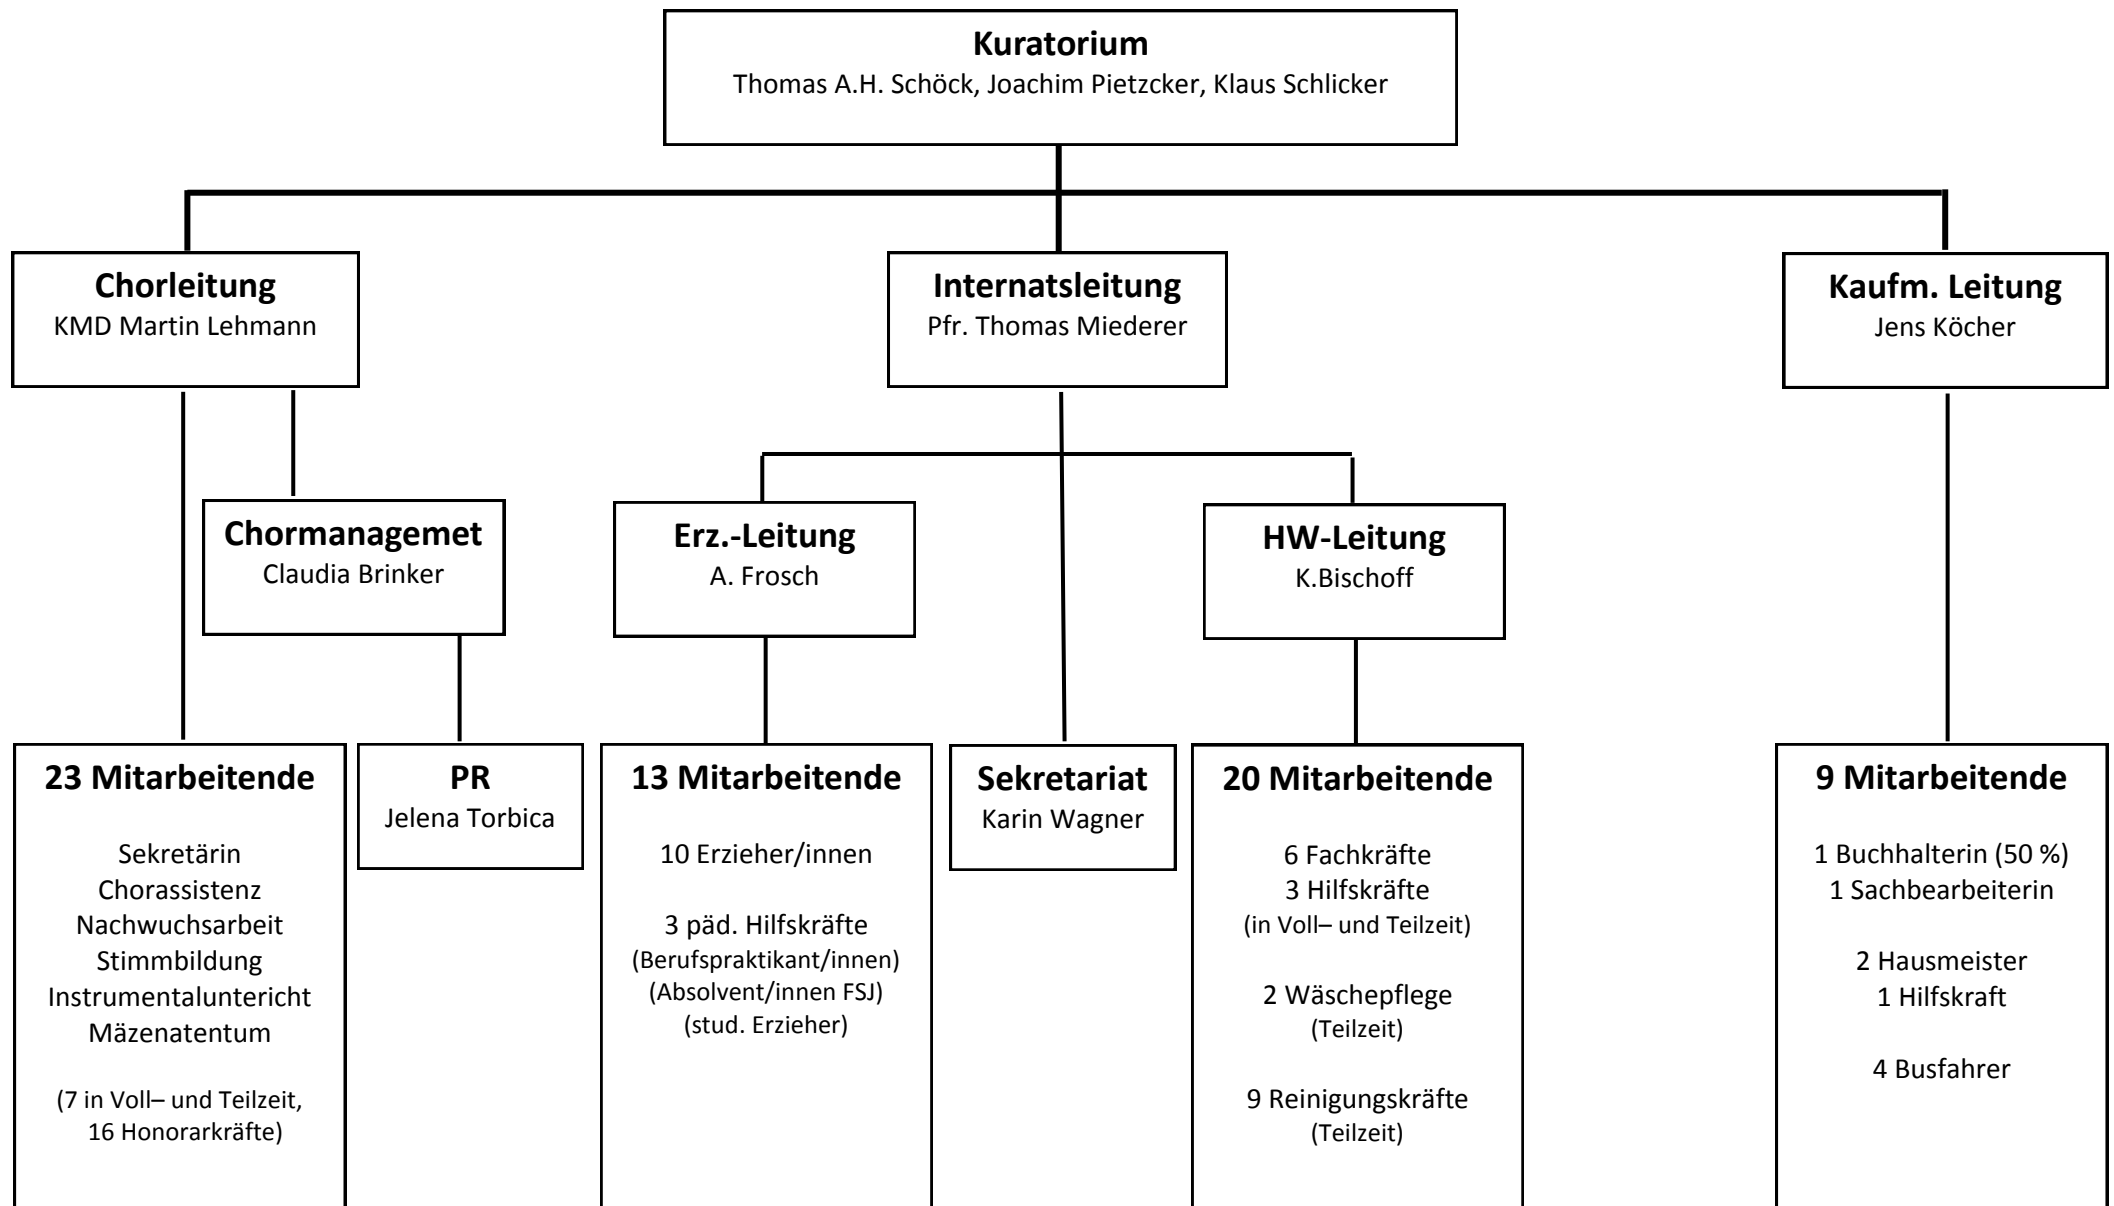 Kuratorium
Thomas A.H. Schöck, Joachim Pietzcker, Klaus Schlicker
Chorleitung
KMD Martin Lehmann
Internatsleitung
Pfr. Thomas Miederer
Kaufm. Leitung
Jens Köcher
Chormanagemet
Claudia Brinker
Erz.-Leitung
A. Frosch
HW-Leitung
K.Bischoff
23 Mitarbeitende
Sekretärin
Chorassistenz
Nachwuchsarbeit
Stimmbildung
Instrumentaluntericht
Mäzenatentum
(7 in Voll– und Teilzeit,
16 Honorarkräfte)
PR
Jelena Torbica
13 Mitarbeitende
10 Erzieher/innen
3 päd. Hilfskräfte
(Berufspraktikant/innen)
(Absolvent/innen FSJ)
(stud. Erzieher)
Sekretariat
Karin Wagner
20 Mitarbeitende
6 Fachkräfte
3 Hilfskräfte
(in Voll– und Teilzeit)
2 Wäschepflege
(Teilzeit)
9 Reinigungskräfte
(Teilzeit)
9 Mitarbeitende
1 Buchhalterin (50 %)
1 Sachbearbeiterin
2 Hausmeister
1 Hilfskraft
4 Busfahrer